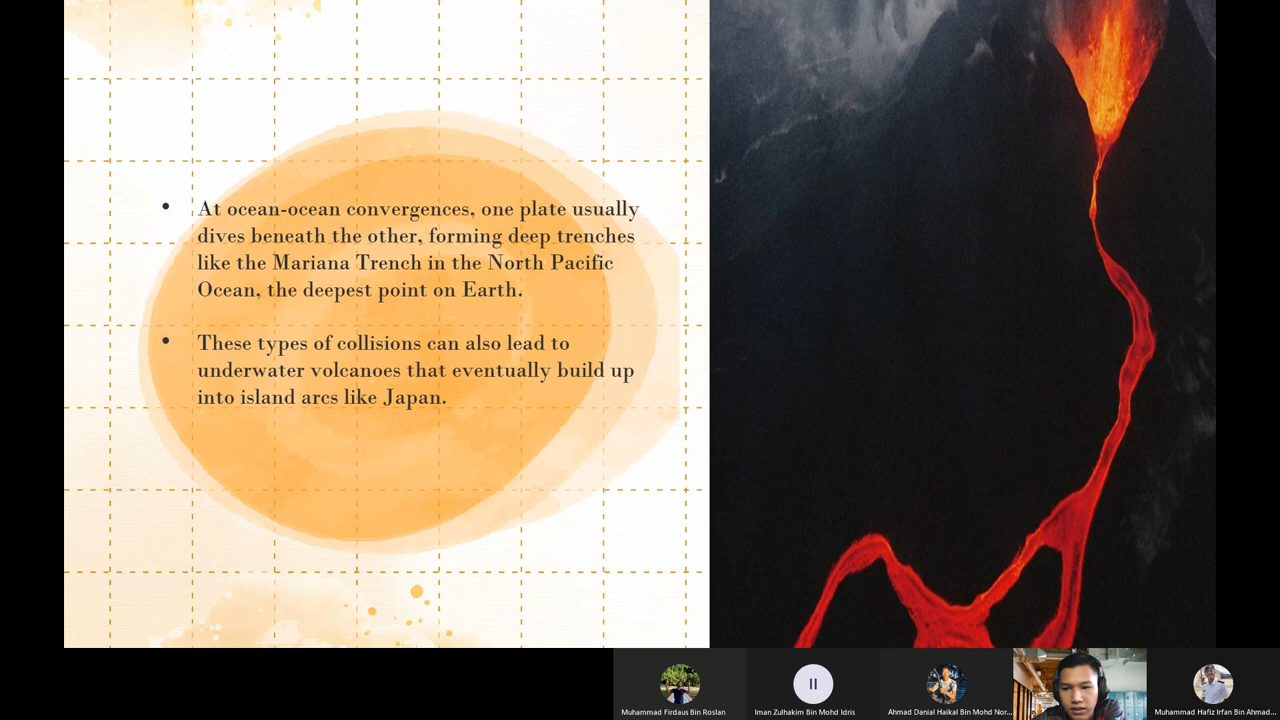 • At ocean-ocean convergences, one plate usually
dives beneath the other, forming deep trenches
like the Mariana Trench in the North Pacific
Ocean, the deepest point on Earth.
• These types of collisions can also lead to
underwater volcanoes that eventually build up
into island arcs like Japan.
Muhammad Firdaus Bin Roslan
Iman Zulhakim Bin Mohd Idris
Ahmad Danial Haikal Bin Mohd Nor...
Muhammad Hafiz Irfan Bin Ahmad...